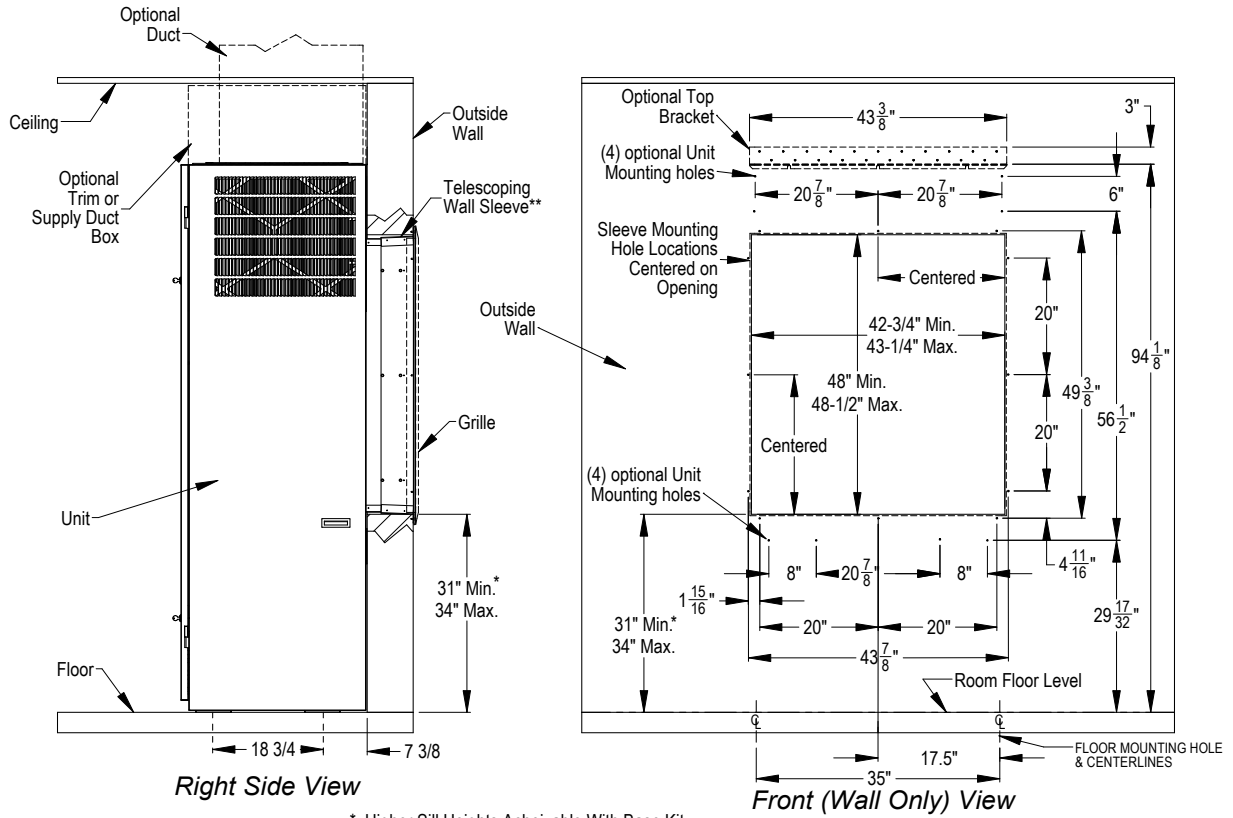 Optional
Duct
Ceiling
Outside
Wall
Optional
Trim or
Supply Duct
Box
Telescoping
Wall Sleeve**
Grille
Unit
31" Min.*
34" Max.
Floor
18 3/4
7 3/8
Right Side View
Optional Top
Bracket
43 3/8"
3"
(4) optional Unit
Mounting holes
20 7/8"
20 7/8"
6"
Sleeve Mounting
Hole Locations
Centered on
Opening
Centered
Outside
Wall
42-3/4" Min.
43-1/4" Max.
20"
94 1/8"
48" Min.
48-1/2" Max.
49 3/8"
56 1/2"
20"
Centered
(4) optional Unit
Mounting holes
8"
20 7/8"
8"
4 11/16"
1 15/16"
31" Min.*
34" Max.
20"
20"
29 17/32"
43 7/8"
Room Floor Level
℄
℄
17.5"
FLOOR MOUNTING HOLE
& CENTERLINES
35"
Front (Wall Only) View